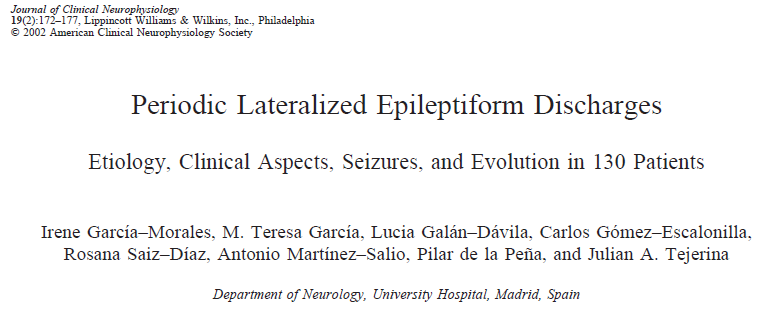 Journal of Clinical Neurophysiology
19(2):172–177, Lippincott Williams & Wilkins, Inc., Philadelphia
© 2002 American Clinical Neurophysiology Society
Periodic Lateralized Epileptiform Discharges
Etiology, Clinical Aspects, Seizures, and Evolution in 130 Patients
Irene García–Morales, M. Teresa García, Lucia Galán–Dávila, Carlos Gómez–Escalonilla,
Rosana Saiz–Díaz, Antonio Martínez–Salio, Pilar de la Peña, and Julian A. Tejerina
Department of Neurology, University Hospital, Madrid, Spain